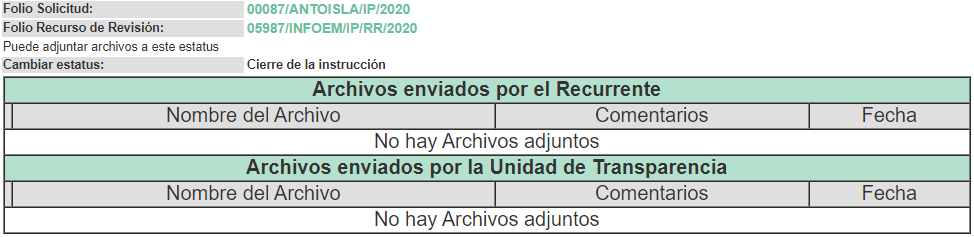 Folio Solicitud: 00087/ANTOISLA/IP/2020
Folio Recurso de Revisión: 05987/INFOEM/IP/RR/2020
Puede adjuntar archivos a este estatus
Cambiar estatus: Cierre de la instrucción
Archivos enviados por el Recurrente
Nombre del Archivo Comentarios Fecha
No hay Archivos adjuntos
Archivos enviados por la Unidad de Transparencia
Nombre del Archivo Comentarios Fecha
No hay Archivos adjuntos